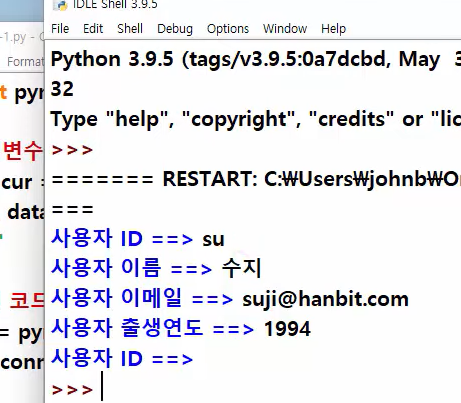 IDLE Shell 3.9.5
File Edit Shell Debug Options Window Help
-1.py -
Forma
Python 3.9.5 (tags/v3.9.5:0a7dcbd, May 3
32
Type "help", "copyright", "credits" or "lic
>>>
======= RESTART: C:₩Users₩johnb₩O
===
사용자 ID ==> su
사용자 이름 ==> 수지
사용자 이메일 ==> suji@hanbit.com
사용자 출생연도 ==> 1994
사용자 ID ==>
>>>
t pyn
변수
cur =
data
코드
= py
conn